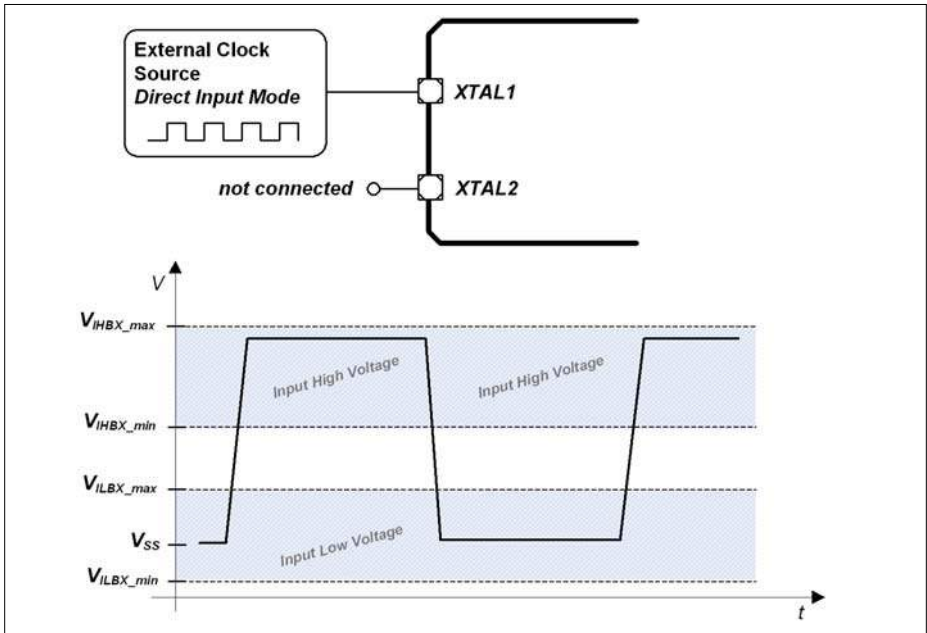 External Clock
Source
Direct Input Mode
XTAL1
not connected
XTAL2
V
VIHBX_max
Input High Voltage
Input High Voltage
VIHBX_min
VILBX_max
VSS
Input Low Voltage
VILBX_min
t